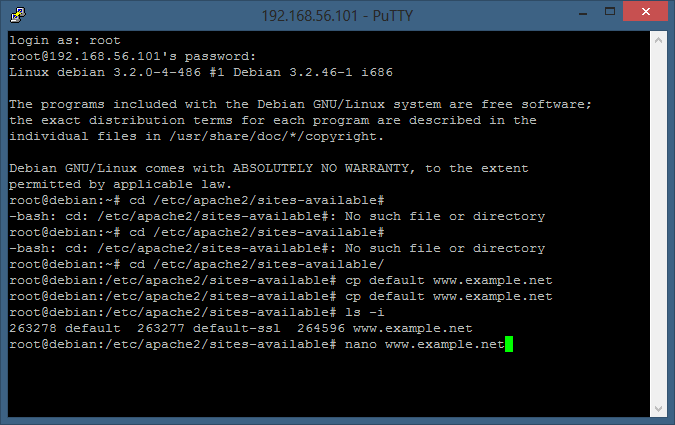 192.168.56.101 - PuTTY
login as: root
root@192.168.56.101's password:
Linux debian 3.2.0-4-486 #1 Debian 3.2.46-1 i686
The programs included with the Debian GNU/Linux system are free software;
the exact distribution terms for each program are described in the
individual files in /usr/share/doc/*/copyright.
Debian GNU/Linux comes with ABSOLUTELY NO WARRANTY, to the extent
permitted by applicable law.
root@debian:~# cd /etc/apache2/sites-available#
-bash: cd: /etc/apache2/sites-available#: No such file or directory
root@debian:~# cd /etc/apache2/sites-available#
-bash: cd: /etc/apache2/sites-available#: No such file or directory
root@debian:~# cd /etc/apache2/sites-available/
root@debian:/etc/apache2/sites-available# cp default www.example.net
root@debian:/etc/apache2/sites-available# cp default www.example.net
root@debian:/etc/apache2/sites-available# ls -i
263278 default  263277 default-ssl  264596 www.example.net
root@debian:/etc/apache2/sites-available# nano www.example.net